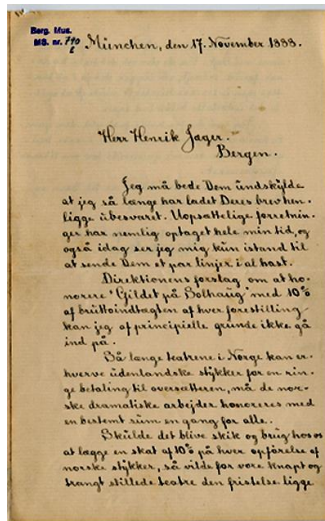 Berg. Mus.
MS. nr. 790
b
München, den 17. November 1888.
Herr Henrik Jæger.
Bergen.
Jeg må bede Dem undskylde
at jeg så længe har ladet Deres brev hen-
ligge ubesvaret. Uopsættelige forretnin-
ger har nemlig optaget hele min tid, og
også idag ser jeg mig kun istand til
at sende Dem et par linjer i al hast.
Direktionens forslag om at ho-
norere "Gildet på Solhaug" med 10%
af bruttoindtægten af hver forestilling
kan jeg af principielle grunde ikke gå
ind på.
Så længe teatrene i Norge kan er-
hverve udenlandske stykker for en rin-
ge betaling til oversætteren, må de nor-
ske dramatiske arbejder honoreres med
en bestemt sum en gang for alle.
Skulde det blive skik og brug hos os
at lægge en skat af 10% på hver opførelse af
norske stykker, så vilde for vore knapt og
trangt stillede teatre den fristelse ligge